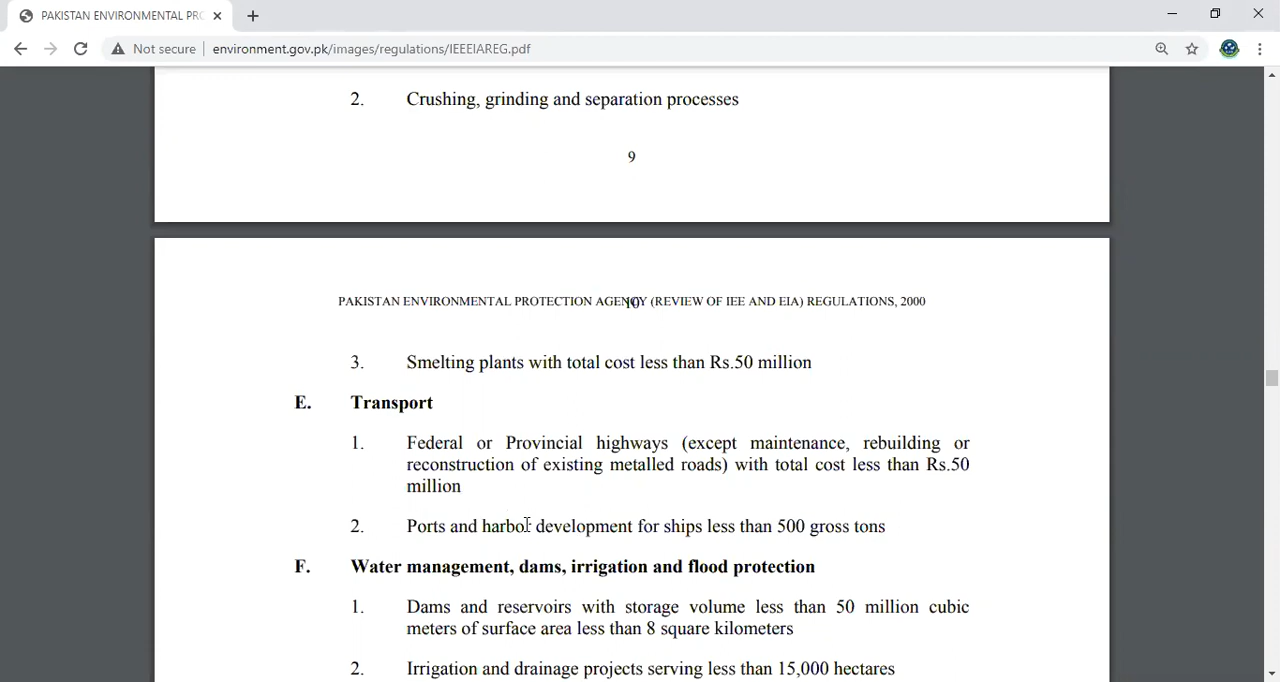 PAKISTAN ENVIRONMENTAL PRO
Not secure
environment.gov.pk/images/regulations/IEEEIAREG.pdf
2. Crushing, grinding and separation processes
9
PAKISTAN ENVIRONMENTAL PROTECTION AGENCY (REVIEW OF IEE AND EIA) REGULATIONS, 2000
10
3. Smelting plants with total cost less than Rs.50 million
E. Transport
1. Federal or Provincial highways (except maintenance, rebuilding or
reconstruction of existing metalled roads) with total cost less than Rs.50
million
2. Ports and harbor development for ships less than 500 gross tons
F. Water management, dams, irrigation and flood protection
1. Dams and reservoirs with storage volume less than 50 million cubic
meters of surface area less than 8 square kilometers
2. Irrigation and drainage projects serving less than 15,000 hectares